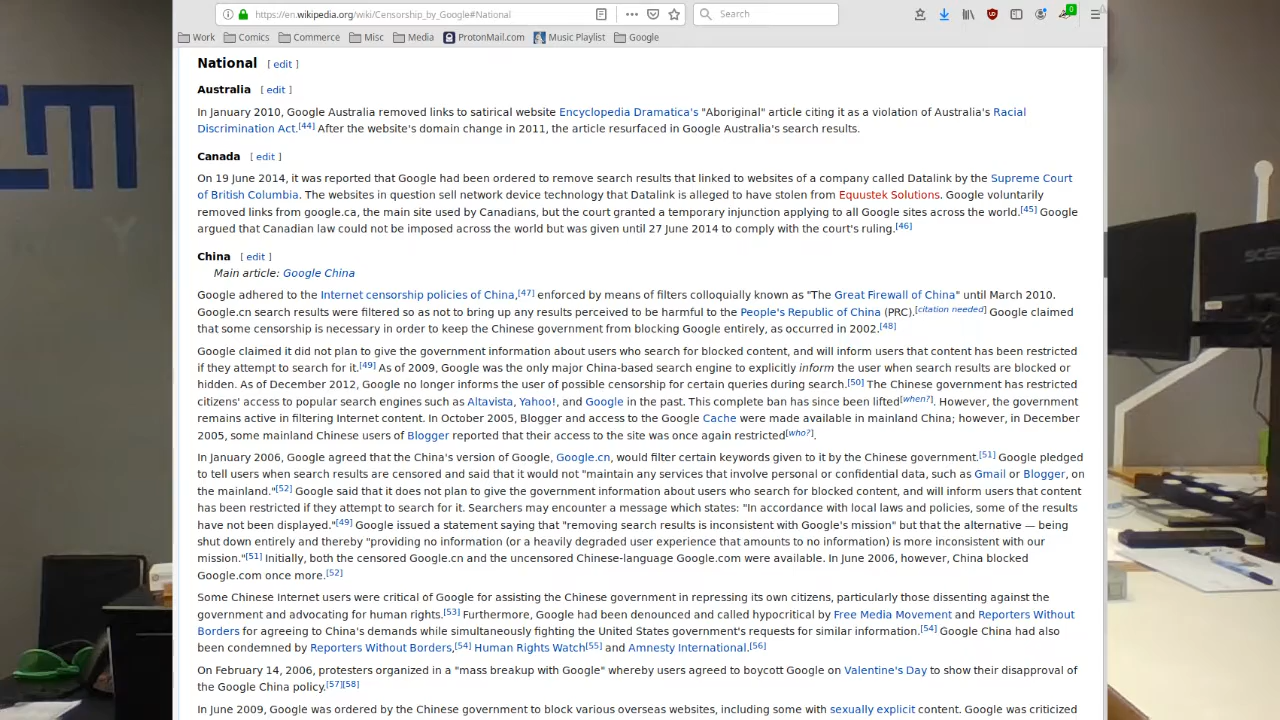 https://en.wikipedia.org/wiki/Censorship_by_Google#National
Search
0
Work Comics Commerce Misc Media ProtonMail.com Music Playlist Google
National [ edit ]
Australia [ edit ]
In January 2010, Google Australia removed links to satirical website Encyclopedia Dramatica's "Aboriginal" article citing it as a violation of Australia's Racial
Discrimination Act.[44] After the website's domain change in 2011, the article resurfaced in Google Australia's search results.
Canada [ edit ]
On 19 June 2014, it was reported that Google had been ordered to remove search results that linked to websites of a company called Datalink by the Supreme Court
of British Columbia. The websites in question sell network device technology that Datalink is alleged to have stolen from Equustek Solutions. Google voluntarily
removed links from google.ca, the main site used by Canadians, but the court granted a temporary injunction applying to all Google sites across the world.[45] Google
argued that Canadian law could not be imposed across the world but was given until 27 June 2014 to comply with the court's ruling.[46]
China [ edit ]
Main article: Google China
Google adhered to the Internet censorship policies of China,[47] enforced by means of filters colloquially known as "The Great Firewall of China" until March 2010.
Google.cn search results were filtered so as not to bring up any results perceived to be harmful to the People's Republic of China (PRC).[citation needed] Google claimed
that some censorship is necessary in order to keep the Chinese government from blocking Google entirely, as occurred in 2002.[48]
Google claimed it did not plan to give the government information about users who search for blocked content, and will inform users that content has been restricted
if they attempt to search for it.[49] As of 2009, Google was the only major China-based search engine to explicitly inform the user when search results are blocked or
hidden. As of December 2012, Google no longer informs the user of possible censorship for certain queries during search.[50] The Chinese government has restricted
citizens' access to popular search engines such as Altavista, Yahoo!, and Google in the past. This complete ban has since been lifted[when?]. However, the government
remains active in filtering Internet content. In October 2005, Blogger and access to the Google Cache were made available in mainland China; however, in December
2005, some mainland Chinese users of Blogger reported that their access to the site was once again restricted[who?].
In January 2006, Google agreed that the China's version of Google, Google.cn, would filter certain keywords given to it by the Chinese government.[51] Google pledged
to tell users when search results are censored and said that it would not "maintain any services that involve personal or confidential data, such as Gmail or Blogger, on
the mainland."[52] Google said that it does not plan to give the government information about users who search for blocked content, and will inform users that content
has been restricted if they attempt to search for it. Searchers may encounter a message which states: "In accordance with local laws and policies, some of the results
have not been displayed."[49] Google issued a statement saying that "removing search results is inconsistent with Google's mission" but that the alternative — being
shut down entirely and thereby "providing no information (or a heavily degraded user experience that amounts to no information) is more inconsistent with our
mission."[51] Initially, both the censored Google.cn and the uncensored Chinese-language Google.com were available. In June 2006, however, China blocked
Google.com once more.[52]
Some Chinese Internet users were critical of Google for assisting the Chinese government in repressing its own citizens, particularly those dissenting against the
government and advocating for human rights.[53] Furthermore, Google had been denounced and called hypocritical by Free Media Movement and Reporters Without
Borders for agreeing to China's demands while simultaneously fighting the United States government's requests for similar information.[54] Google China had also
been condemned by Reporters Without Borders,[54] Human Rights Watch[55] and Amnesty International.[56]
On February 14, 2006, protesters organized in a "mass breakup with Google" whereby users agreed to boycott Google on Valentine's Day to show their disapproval of
the Google China policy.[57][58]
In June 2009, Google was ordered by the Chinese government to block various overseas websites, including some with sexually explicit content. Google was criticized